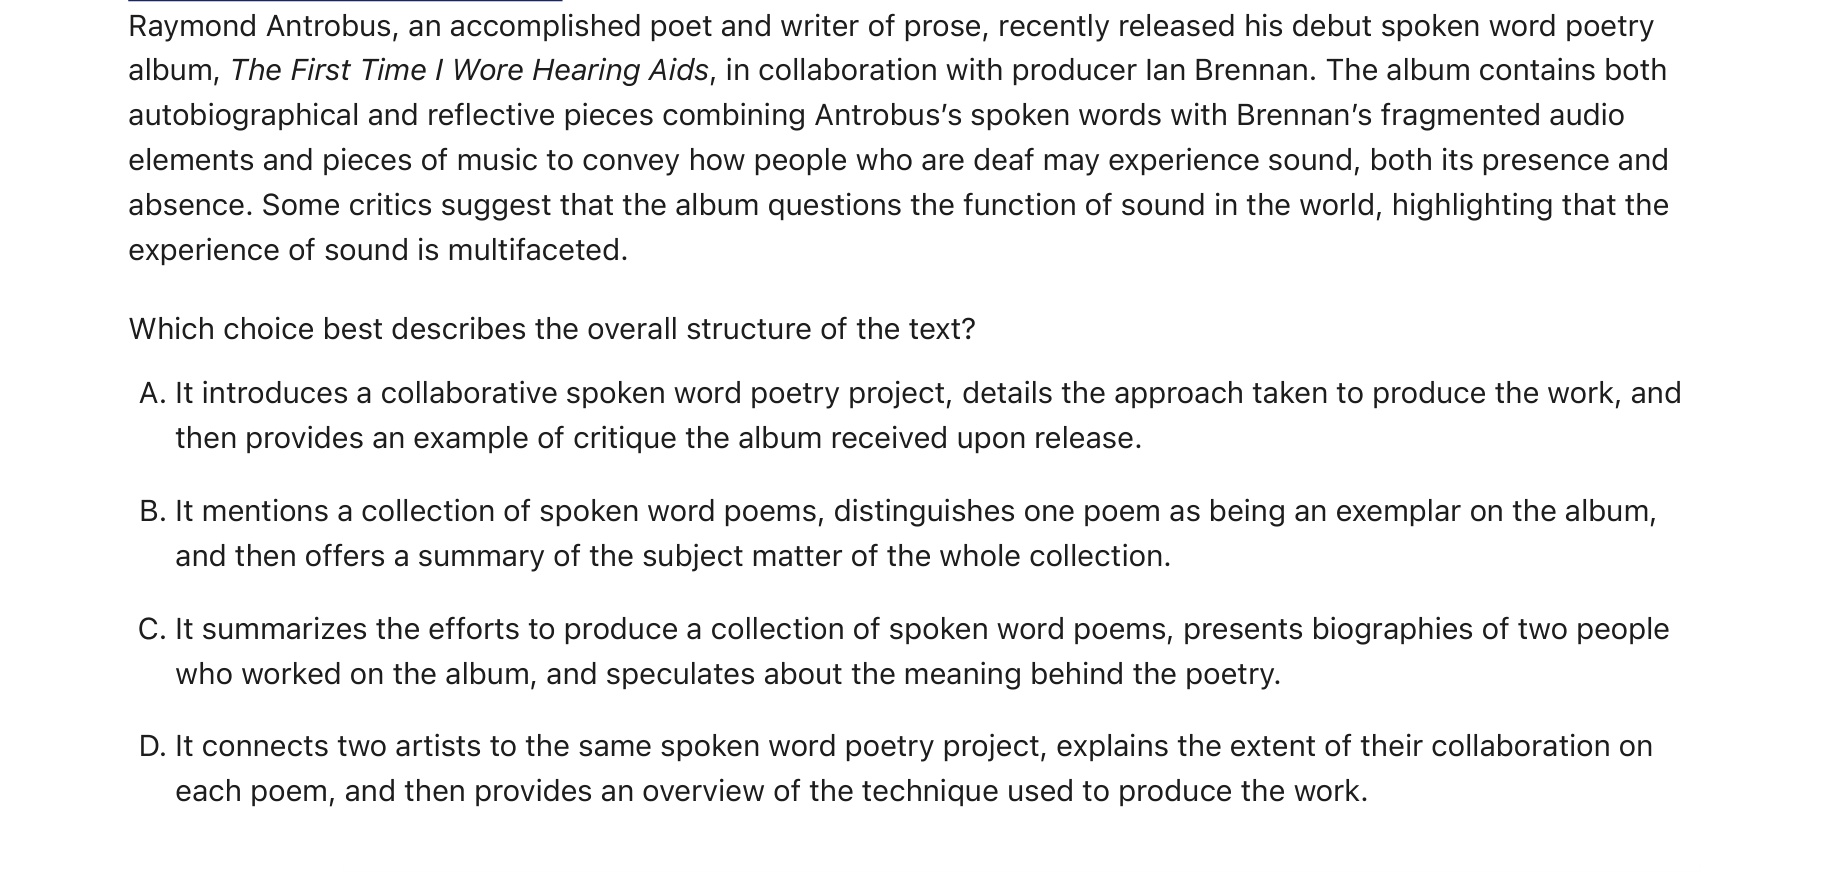 Raymond Antrobus, an accomplished poet and writer of prose, recently released his debut spoken word poetry
album, The First Time I Wore Hearing Aids, in collaboration with producer Ian Brennan. The album contains both
autobiographical and reflective pieces combining Antrobus’s spoken words with Brennan’s fragmented audio
elements and pieces of music to convey how people who are deaf may experience sound, both its presence and
absence. Some critics suggest that the album questions the function of sound in the world, highlighting that the
experience of sound is multifaceted.
Which choice best describes the overall structure of the text?
A. It introduces a collaborative spoken word poetry project, details the approach taken to produce the work, and
then provides an example of critique the album received upon release.
B. It mentions a collection of spoken word poems, distinguishes one poem as being an exemplar on the album,
and then offers a summary of the subject matter of the whole collection.
C. It summarizes the efforts to produce a collection of spoken word poems, presents biographies of two people
who worked on the album, and speculates about the meaning behind the poetry.
D. It connects two artists to the same spoken word poetry project, explains the extent of their collaboration on
each poem, and then provides an overview of the technique used to produce the work.